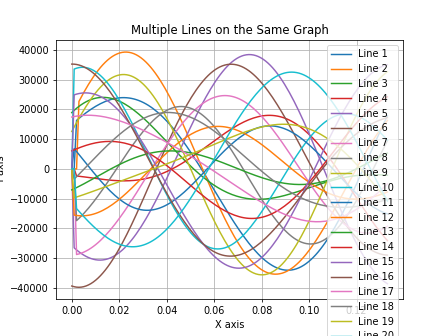 Multiple Lines on the Same Graph
40000
30000
20000
10000
0
−10000
−20000
−30000
−40000
0.00 0.02 0.04 0.06 0.08 0.10
X axis
axis
Line 1
Line 2
Line 3
Line 4
Line 5
Line 6
Line 7
Line 8
Line 9
Line 10
Line 11
Line 12
Line 13
Line 14
Line 15
Line 16
Line 17
Line 18
Line 19
Line 20